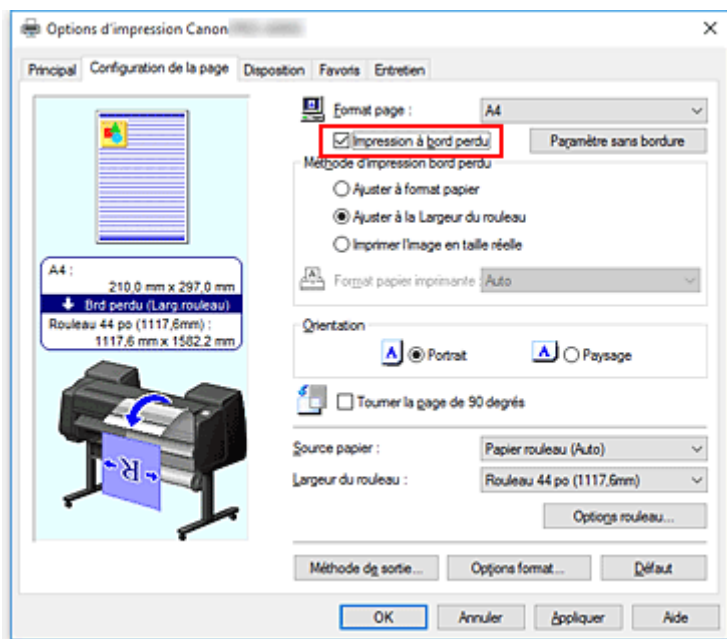 Options d'impression Canon
Principal Configuration de la page Disposition Favoris Entretien
Format page : A4
Impression à bord perdu Paramètre sans bordure
Méthode d'impression bord perdu
Ajuster à format papier
Ajuster à la Largeur du rouleau
Imprimer l'image en taille réelle
Format papier imprimante : Auto
A4 :
210,0 mm x 297,0 mm
Brd perdu (Larg.rouleau)
Rouleau 44 po (1117,6mm) :
1117.6 mm x 1582.2 mm
R
Orientation
A Portrait A Paysage
Tourner la page de 90 degrés
Source papier : Papier rouleau (Auto)
Largeur du rouleau : Rouleau 44 po (1117,6mm)
Options rouleau...
Méthode de sortie... Options format... Défaut
OK Annuler Appliquer Aide